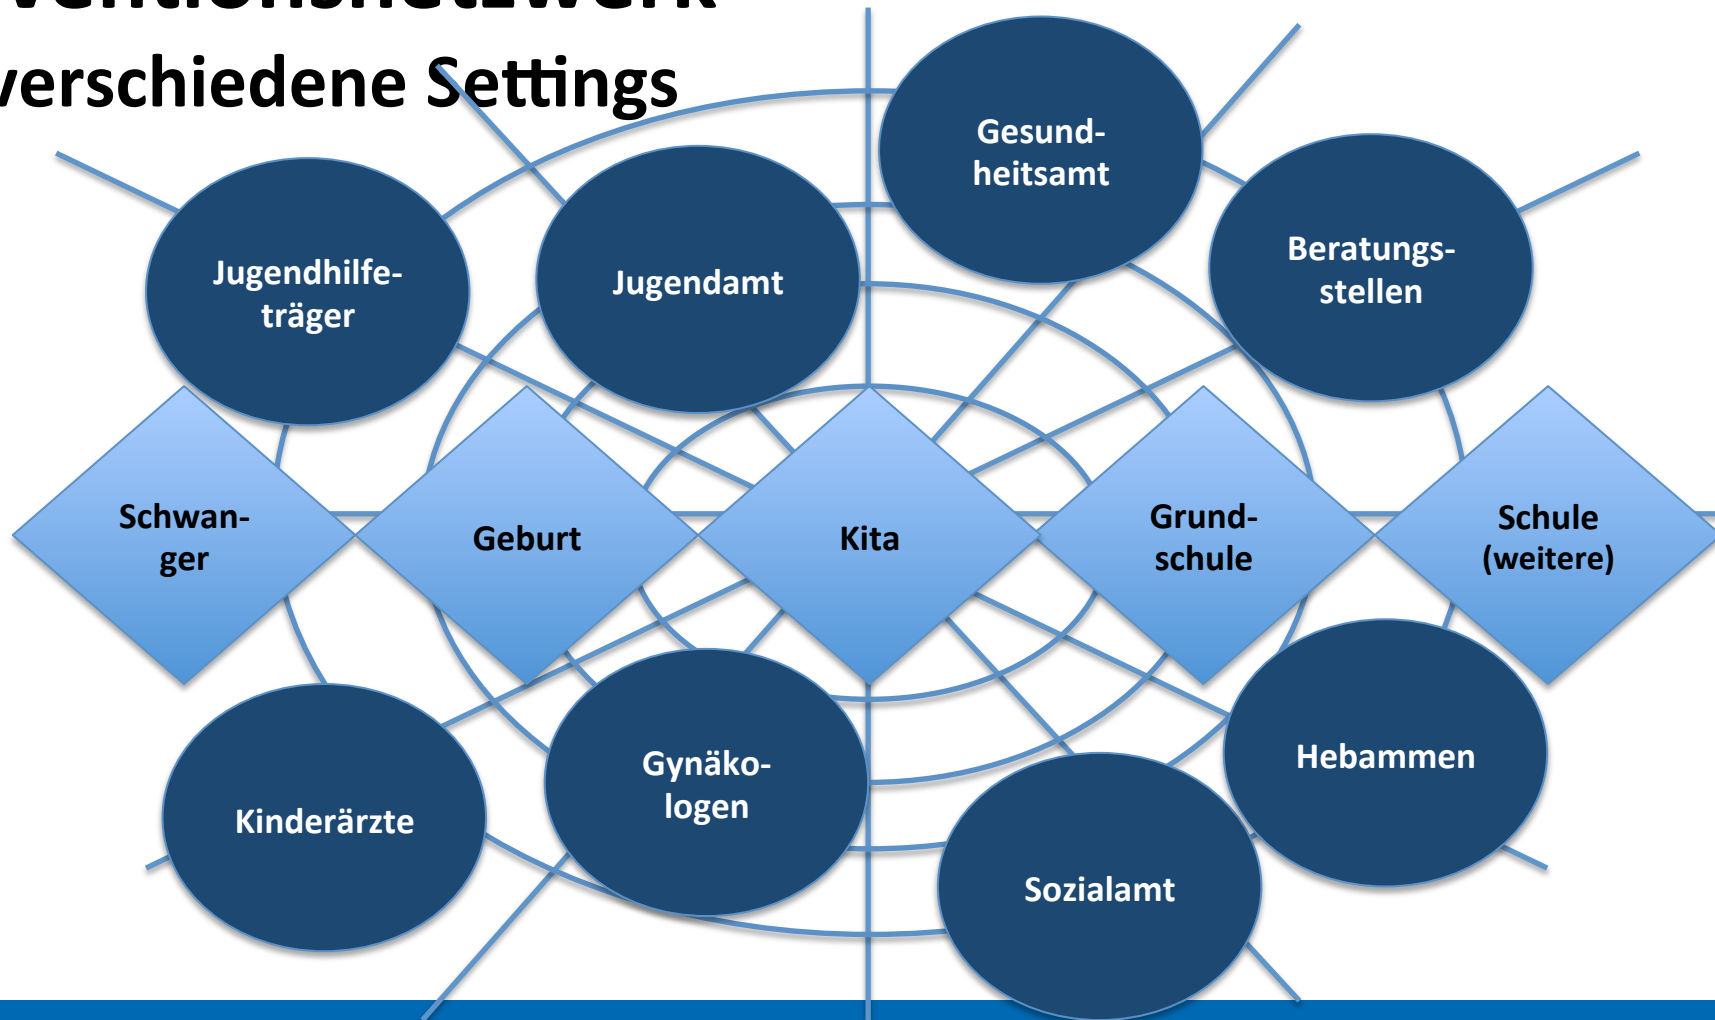 verschiedene Settings
Gesund-
heitsamt
Beratungs-
stellen
Jugendhilfe-
träger
Jugendamt
Schwan-
ger
Geburt
Kita
Grund-
schule
Schule
(weitere)
Kinderärzte
Gynäko-
logen
Sozialamt
Hebammen